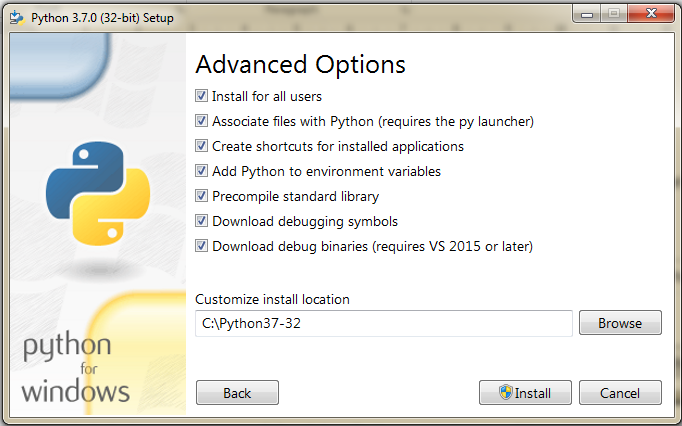 Python 3.7.0 (32-bit) Setup
Advanced Options
Install for all users
Associate files with Python (requires the py launcher)
Create shortcuts for installed applications
Add Python to environment variables
Precompile standard library
Download debugging symbols
Download debug binaries (requires VS 2015 or later)
Customize install location
C:\Python37-32
Browse
python
for
windows
Back
Install
Cancel